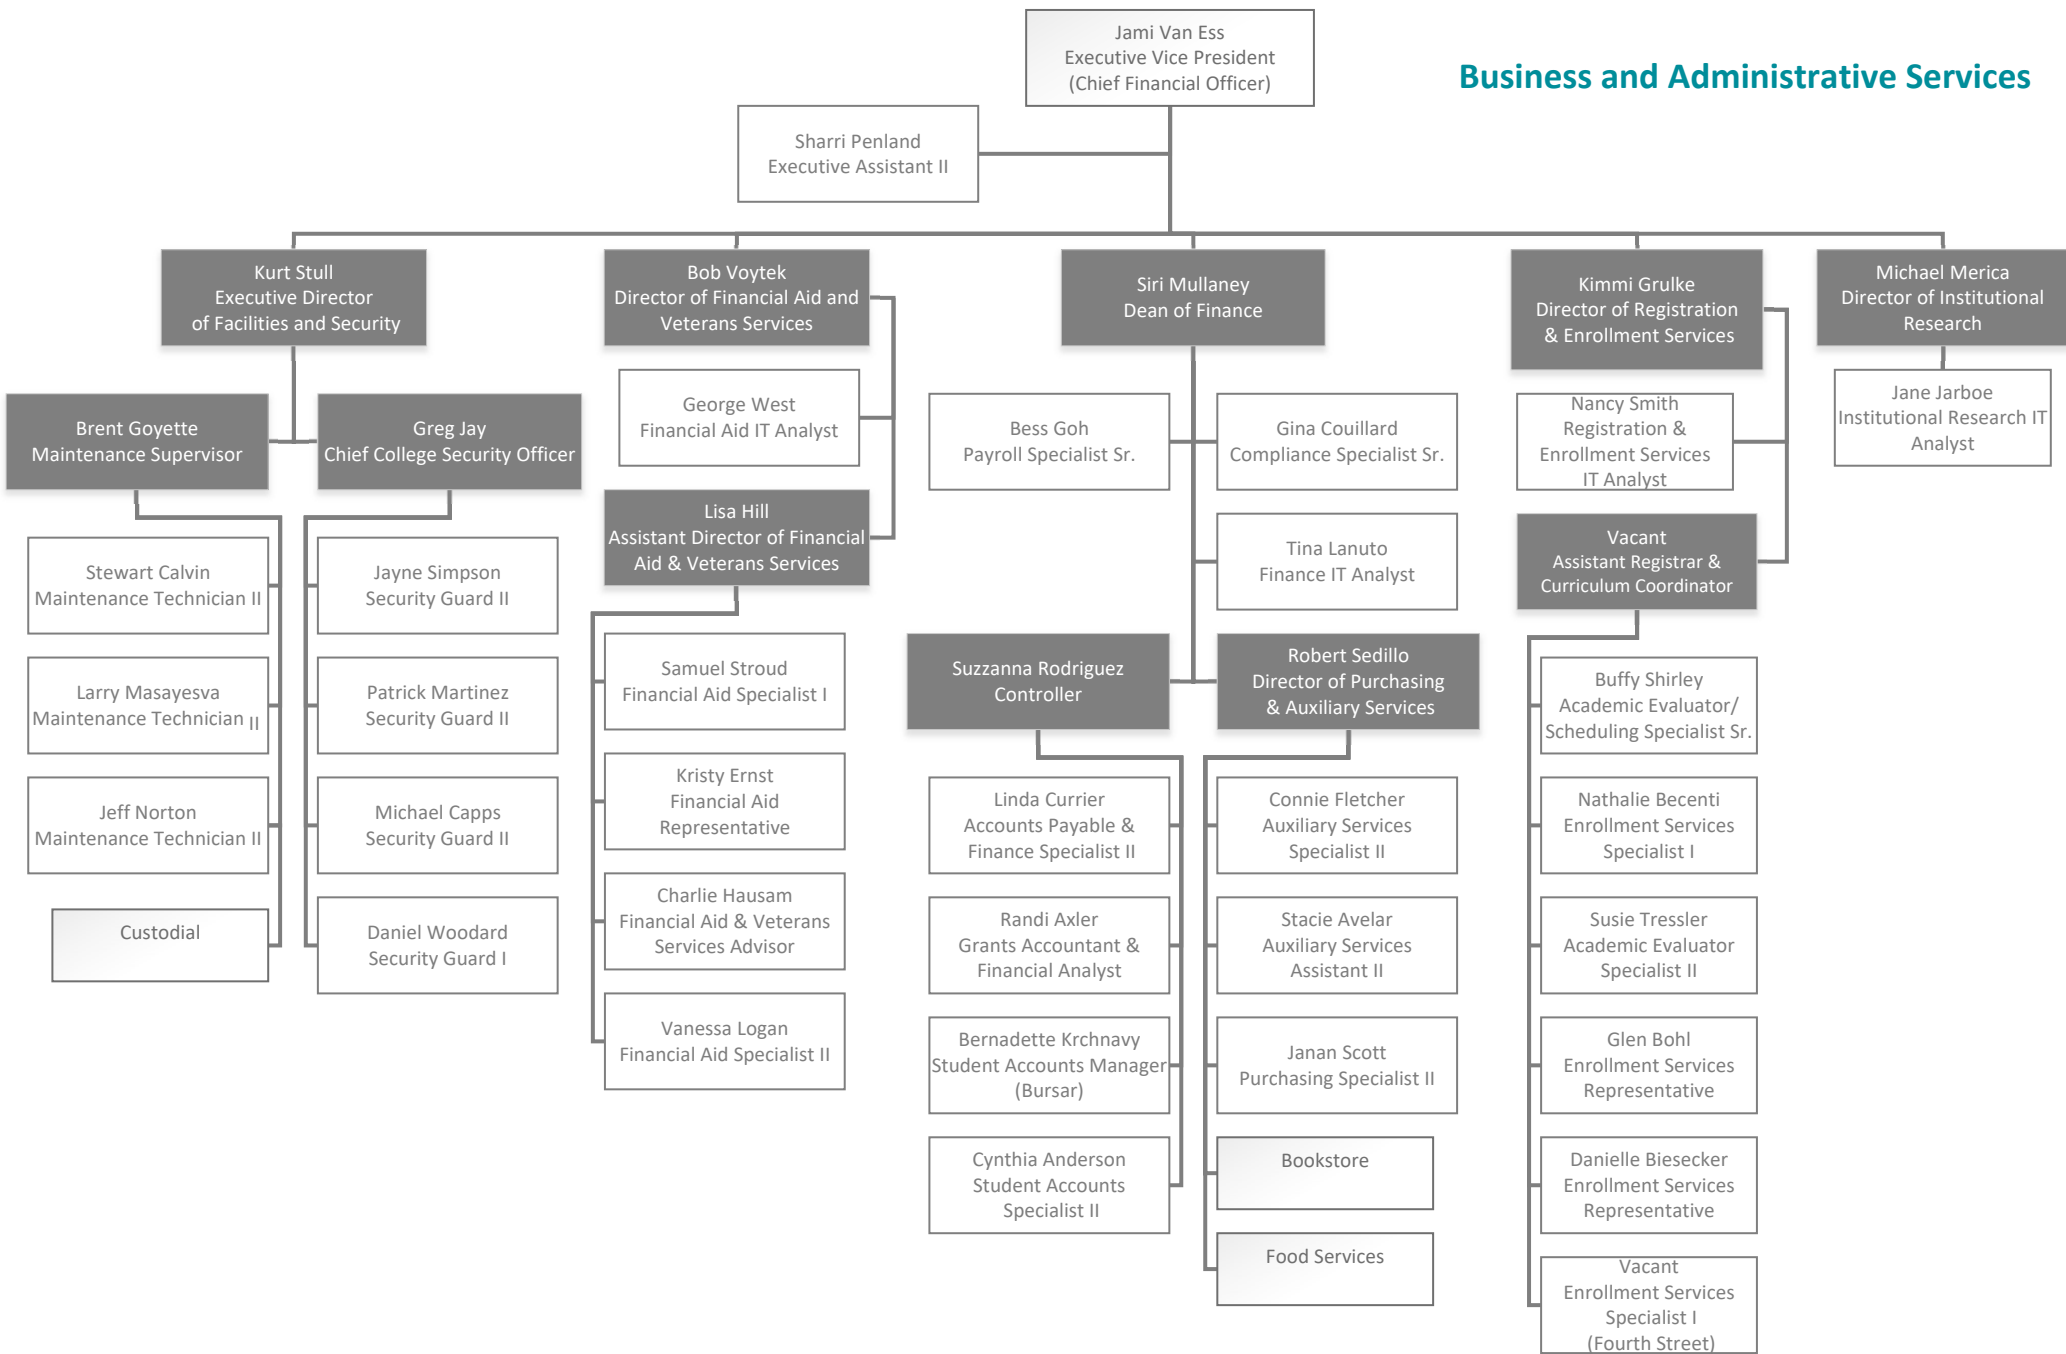 Jami Van Ess
Executive Vice President
(Chief Financial Officer)
Business and Administrative Services
Sharri Penland
Executive Assistant II
Kurt Stull
Executive Director
of Facilities and Security
Bob Voytek
Director of Financial Aid and
Veterans Services
Siri Mullaney
Dean of Finance
Kimmi Grulke
Director of Registration
& Enrollment Services
Michael Merica
Director of Institutional
Research
Brent Goyette
Maintenance Supervisor
Greg Jay
Chief College Security Officer
George West
Financial Aid IT Analyst
Bess Goh
Payroll Specialist Sr.
Gina Couillard
Compliance Specialist Sr.
Nancy Smith
Registration &
Enrollment Services
IT Analyst
Jane Jarboe
Institutional Research IT
Analyst
Lisa Hill
Assistant Director of Financial
Aid & Veterans Services
Tina Lanuto
Finance IT Analyst
Vacant
Assistant Registrar &
Curriculum Coordinator
Stewart Calvin
Maintenance Technician II
Larry Masayesva
Maintenance Technician II
Jeff Norton
Maintenance Technician II
Custodial
Jayne Simpson
Security Guard II
Patrick Martinez
Security Guard II
Michael Capps
Security Guard II
Daniel Woodard
Security Guard I
Samuel Stroud
Financial Aid Specialist I
Kristy Ernst
Financial Aid
Representative
Charlie Hausam
Financial Aid & Veterans
Services Advisor
Vanessa Logan
Financial Aid Specialist II
Suzzanna Rodriguez
Controller
Robert Sedillo
Director of Purchasing
& Auxiliary Services
Linda Currier
Accounts Payable &
Finance Specialist II
Randi Axler
Grants Accountant &
Financial Analyst
Bernadette Krchnavy
Student Accounts Manager
(Bursar)
Cynthia Anderson
Student Accounts
Specialist II
Connie Fletcher
Auxiliary Services
Specialist II
Stacie Avelar
Auxiliary Services
Assistant II
Janan Scott
Purchasing Specialist II
Bookstore
Food Services
Buffy Shirley
Academic Evaluator/
Scheduling Specialist Sr.
Nathalie Becenti
Enrollment Services
Specialist I
Susie Tressler
Academic Evaluator
Specialist II
Glen Bohl
Enrollment Services
Representative
Danielle Biesecker
Enrollment Services
Representative
Vacant
Enrollment Services
Specialist I
(Fourth Street)